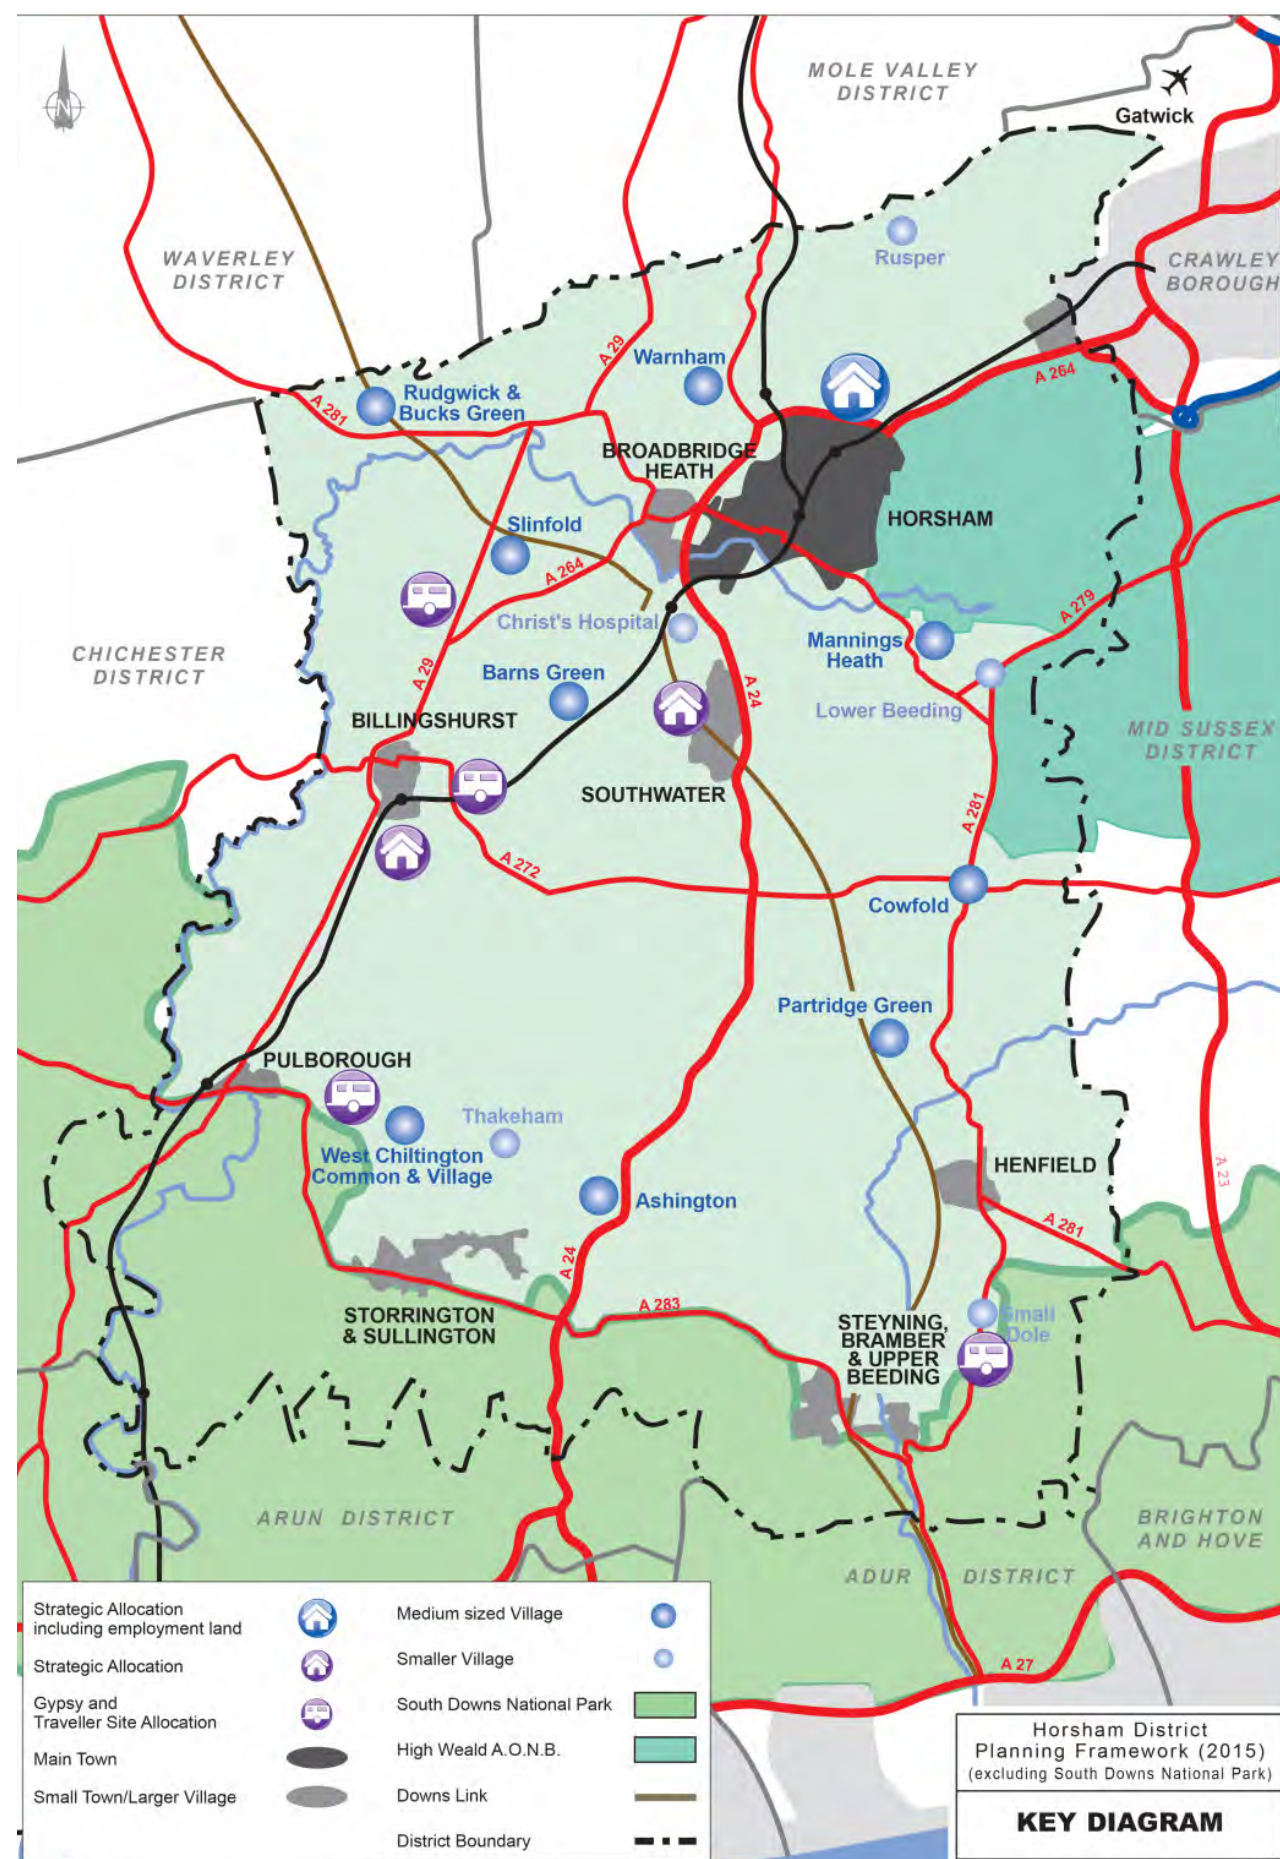 N
MOLE VALLEY
DISTRICT
Gatwick
WAVERLEY
DISTRICT
Rusper
CRAWLEY
BOROUGH
A 29
Warnham
A 264
Rudgwick &
Bucks Green
A 281
BROADBRIDGE
HEATH
HORSHAM
Slinfold
A 264
A 279
Christ's Hospital
Mannings
Heath
CHICHESTER
DISTRICT
A 29
Barns Green
A 24
Lower Beeding
BILLINGSHURST
MID SUSSEX
DISTRICT
SOUTHWATER
A 281
A 272
Cowfold
Partridge Green
PULBOROUGH
Thakeham
West Chiltington
Common & Village
HENFIELD
A 23
Ashington
A 281
A 24
A 283
STORRINGTON
& SULLINGTON
STEYNING,
BRAMBER
& UPPER
BEEDING
Small
Dole
ARUN DISTRICT
BRIGHTON
AND HOVE
ADUR DISTRICT
A 27
Strategic Allocation
including employment land
Strategic Allocation
Gypsy and
Traveller Site Allocation
Main Town
Small Town/Larger Village
Medium sized Village
Smaller Village
South Downs National Park
High Weald A.O.N.B.
Downs Link
District Boundary
Horsham District
Planning Framework (2015)
(excluding South Downs National Park)
KEY DIAGRAM